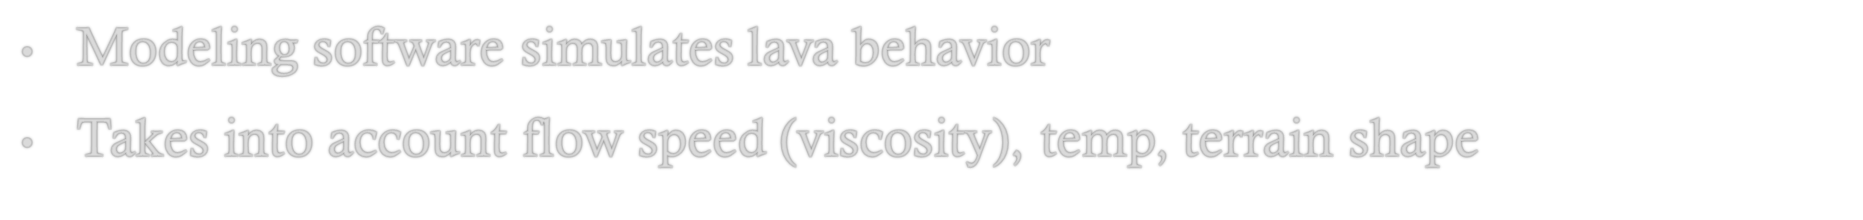 • Modeling software simulates lava behavior
• Takes into account flow speed (viscosity), temp, terrain shape